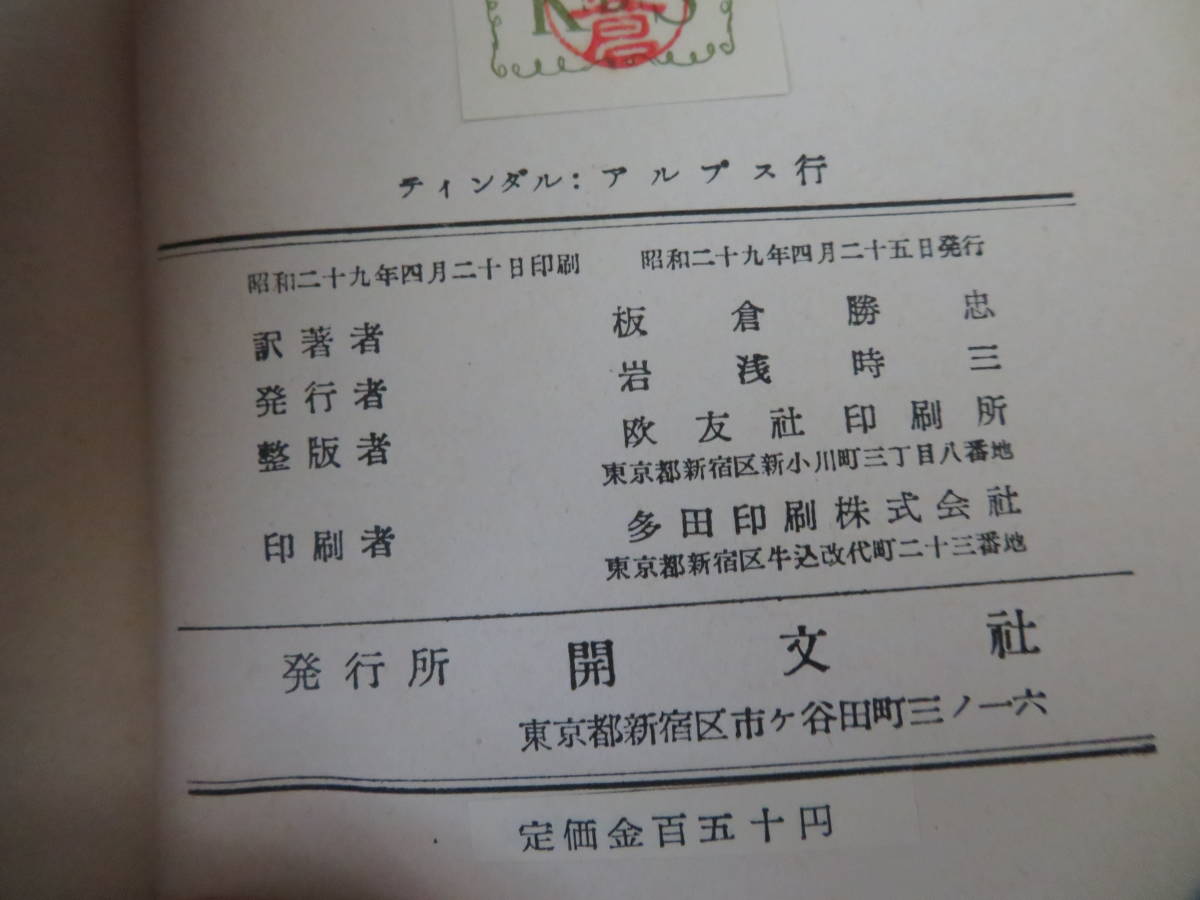 ティンダル：アルプス行
昭和二十九年四月二十日印刷　昭和二十九年四月二十五日発行
訳著者　板倉勝忠
発行者　岩浅時三
整版者　欧友社印刷所
東京都新宿区新小川町三丁目八番地
印刷者　多田印刷株式会社
東京都新宿区牛込改代町二十三番地
発行所　開文社
東京都新宿区市ヶ谷田町三ノ一六
定価金百五十円